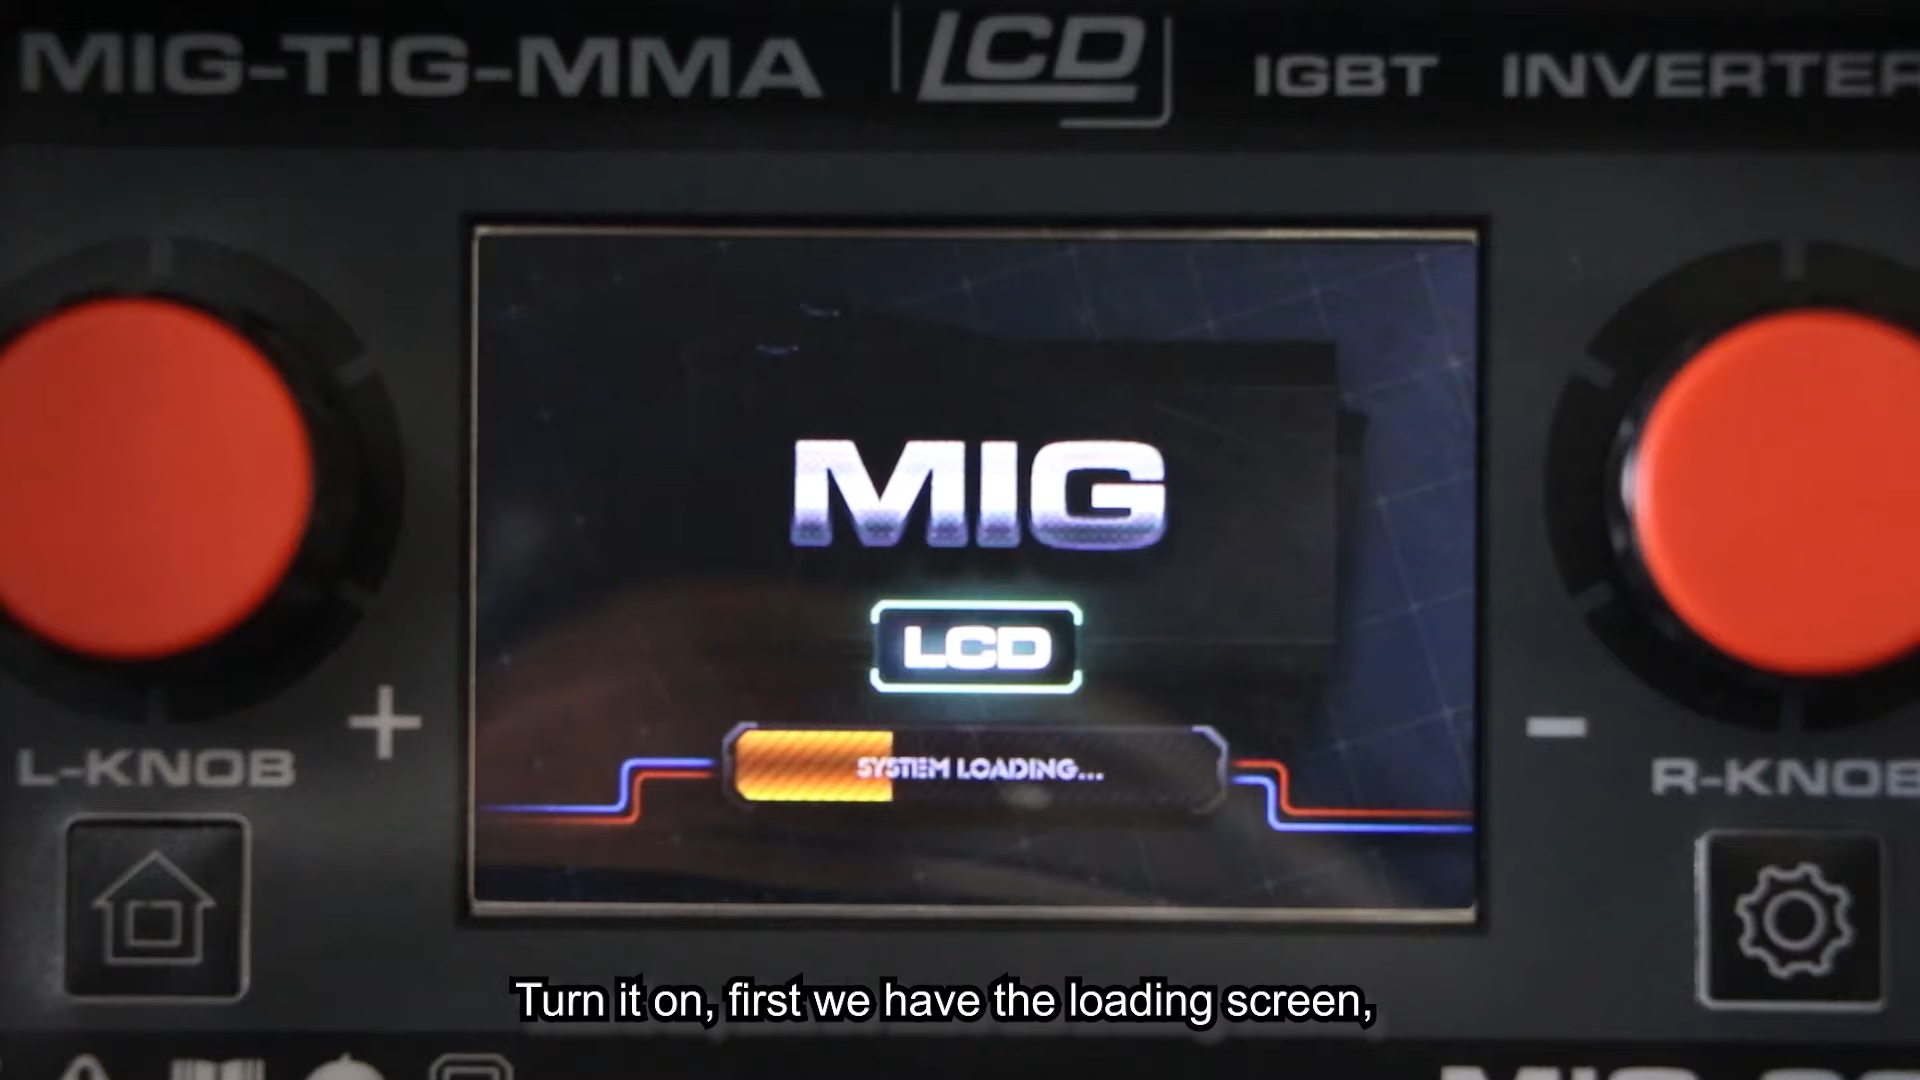 MIG-TIG-MMA LCD IGBT INVERTER
MIG
LCD
SYSTEM LOADING...
L-KNOB
R-KNOB
Turn it on, first we have the loading screen,